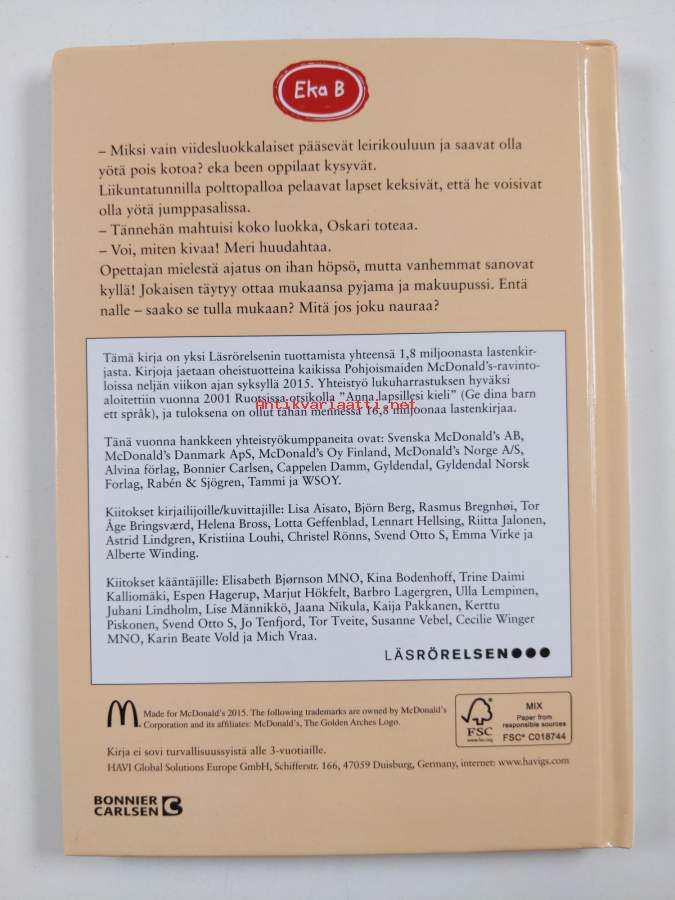 Eka B
– Miksi vain viidesluokkalaiset pääsevät leirikouluun ja saavat olla
yötä pois kotoa? eka been oppilaat kysyvät.
Liikuntatunnilla polttopalloa pelaavat lapset keksivät, että he voisivat
olla yötä jumppasalissa.
– Tännehän mahtuisi koko luokka, Oskari toteaa.
– Voi, miten kivaa! Meri huudahtaa.
Opettajan mielestä ajatus on ihan höpsö, mutta vanhemmat sanovat
kyllä! Jokaisen täytyy ottaa mukaansa pyjama ja makuupussi. Entä
nalle – saako se tulla mukaan? Mitä jos joku nauraa?
Tämä kirja on yksi Läsrörelsenin tuottamista yhteensä 1,8 miljoonasta lastenkir-
jasta. Kirjoja jaetaan oheistuotteina kaikissa Pohjoismaiden McDonald's-ravinto-
loissa neljän viikon ajan syksyllä 2015. Yhteistyö lukuharrastuksen hyväksi
aloitettiin vuonna 2001 Ruotsissa otsikolla "Anna lapsillesi kieli" (Ge dina barn
ett språk), ja tuloksena on ollut tähän mennessä 16,8 miljoonaa lastenkirjaa.
Antikvariaatti.net
Tänä vuonna hankkeen yhteistyökumppaneita ovat: Svenska McDonald's AB,
McDonald's Danmark ApS, McDonald's Oy Finland, McDonald's Norge A/S,
Alvina förlag, Bonnier Carlsen, Cappelen Damm, Gyldendal, Gyldendal Norsk
Forlag, Rabén & Sjögren, Tammi ja WSOY.
Kiitokset kirjailijoille/kuvittajille: Lisa Aisato, Björn Berg, Rasmus Bregnhøi, Tor
Åge Bringsværd, Helena Bross, Lotta Geffenblad, Lennart Hellsing, Riitta Jalonen,
Astrid Lindgren, Kristiina Louhi, Christel Rönns, Svend Otto S, Emma Virke ja
Alberte Winding.
Kiitokset kääntäjille: Elisabeth Bjørnson MNO, Kina Bodenhoff, Trine Daimi
Kalliomäki, Espen Hagerup, Marjut Hökfelt, Barbro Lagergren, Ulla Lempinen,
Juhani Lindholm, Lise Männikkö, Jaana Nikula, Kaija Pakkanen, Kerttu
Piskonen, Svend Otto S, Jo Tenfjord, Tor Tveite, Susanne Vebel, Cecilie Winger
MNO, Karin Beate Vold ja Mich Vraa.
LÄSRÖRELSEN
Made for McDonald's 2015. The following trademarks are owned by McDonald's
Corporation and its affiliates: McDonald's, The Golden Arches Logo.
FSC
www.fsc.org
MIX
Paper from
responsible sources
FSC® C018744
Kirja ei sovi turvallisuussyistä alle 3-vuotiaille.
HAVI Global Solutions Europe GmbH, Schifferstr. 166, 47059 Duisburg, Germany, internet: www.havigs.com
BONNIER
CARLSEN